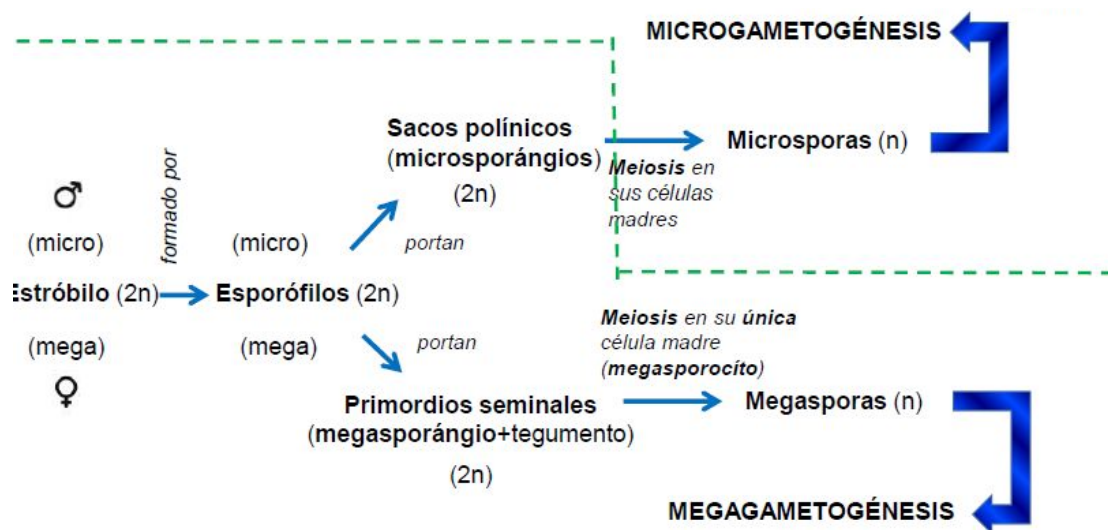 MICROGAMETOGÉNESIS
Sacos polínicos
(microsporángios)
(2n)
Meiosis en
sus células
madres
Microsporas (n)
♂
(micro)
formado por
(micro)
portan
Estróbilo (2n)
Esporófilos (2n)
(mega)
♀
(mega)
portan
Meiosis en su única
célula madre
(megasporocíto)
Primordios seminales
(megasporángio+tegumento)
(2n)
Megasporas (n)
MEGAGAMETOGÉNESIS